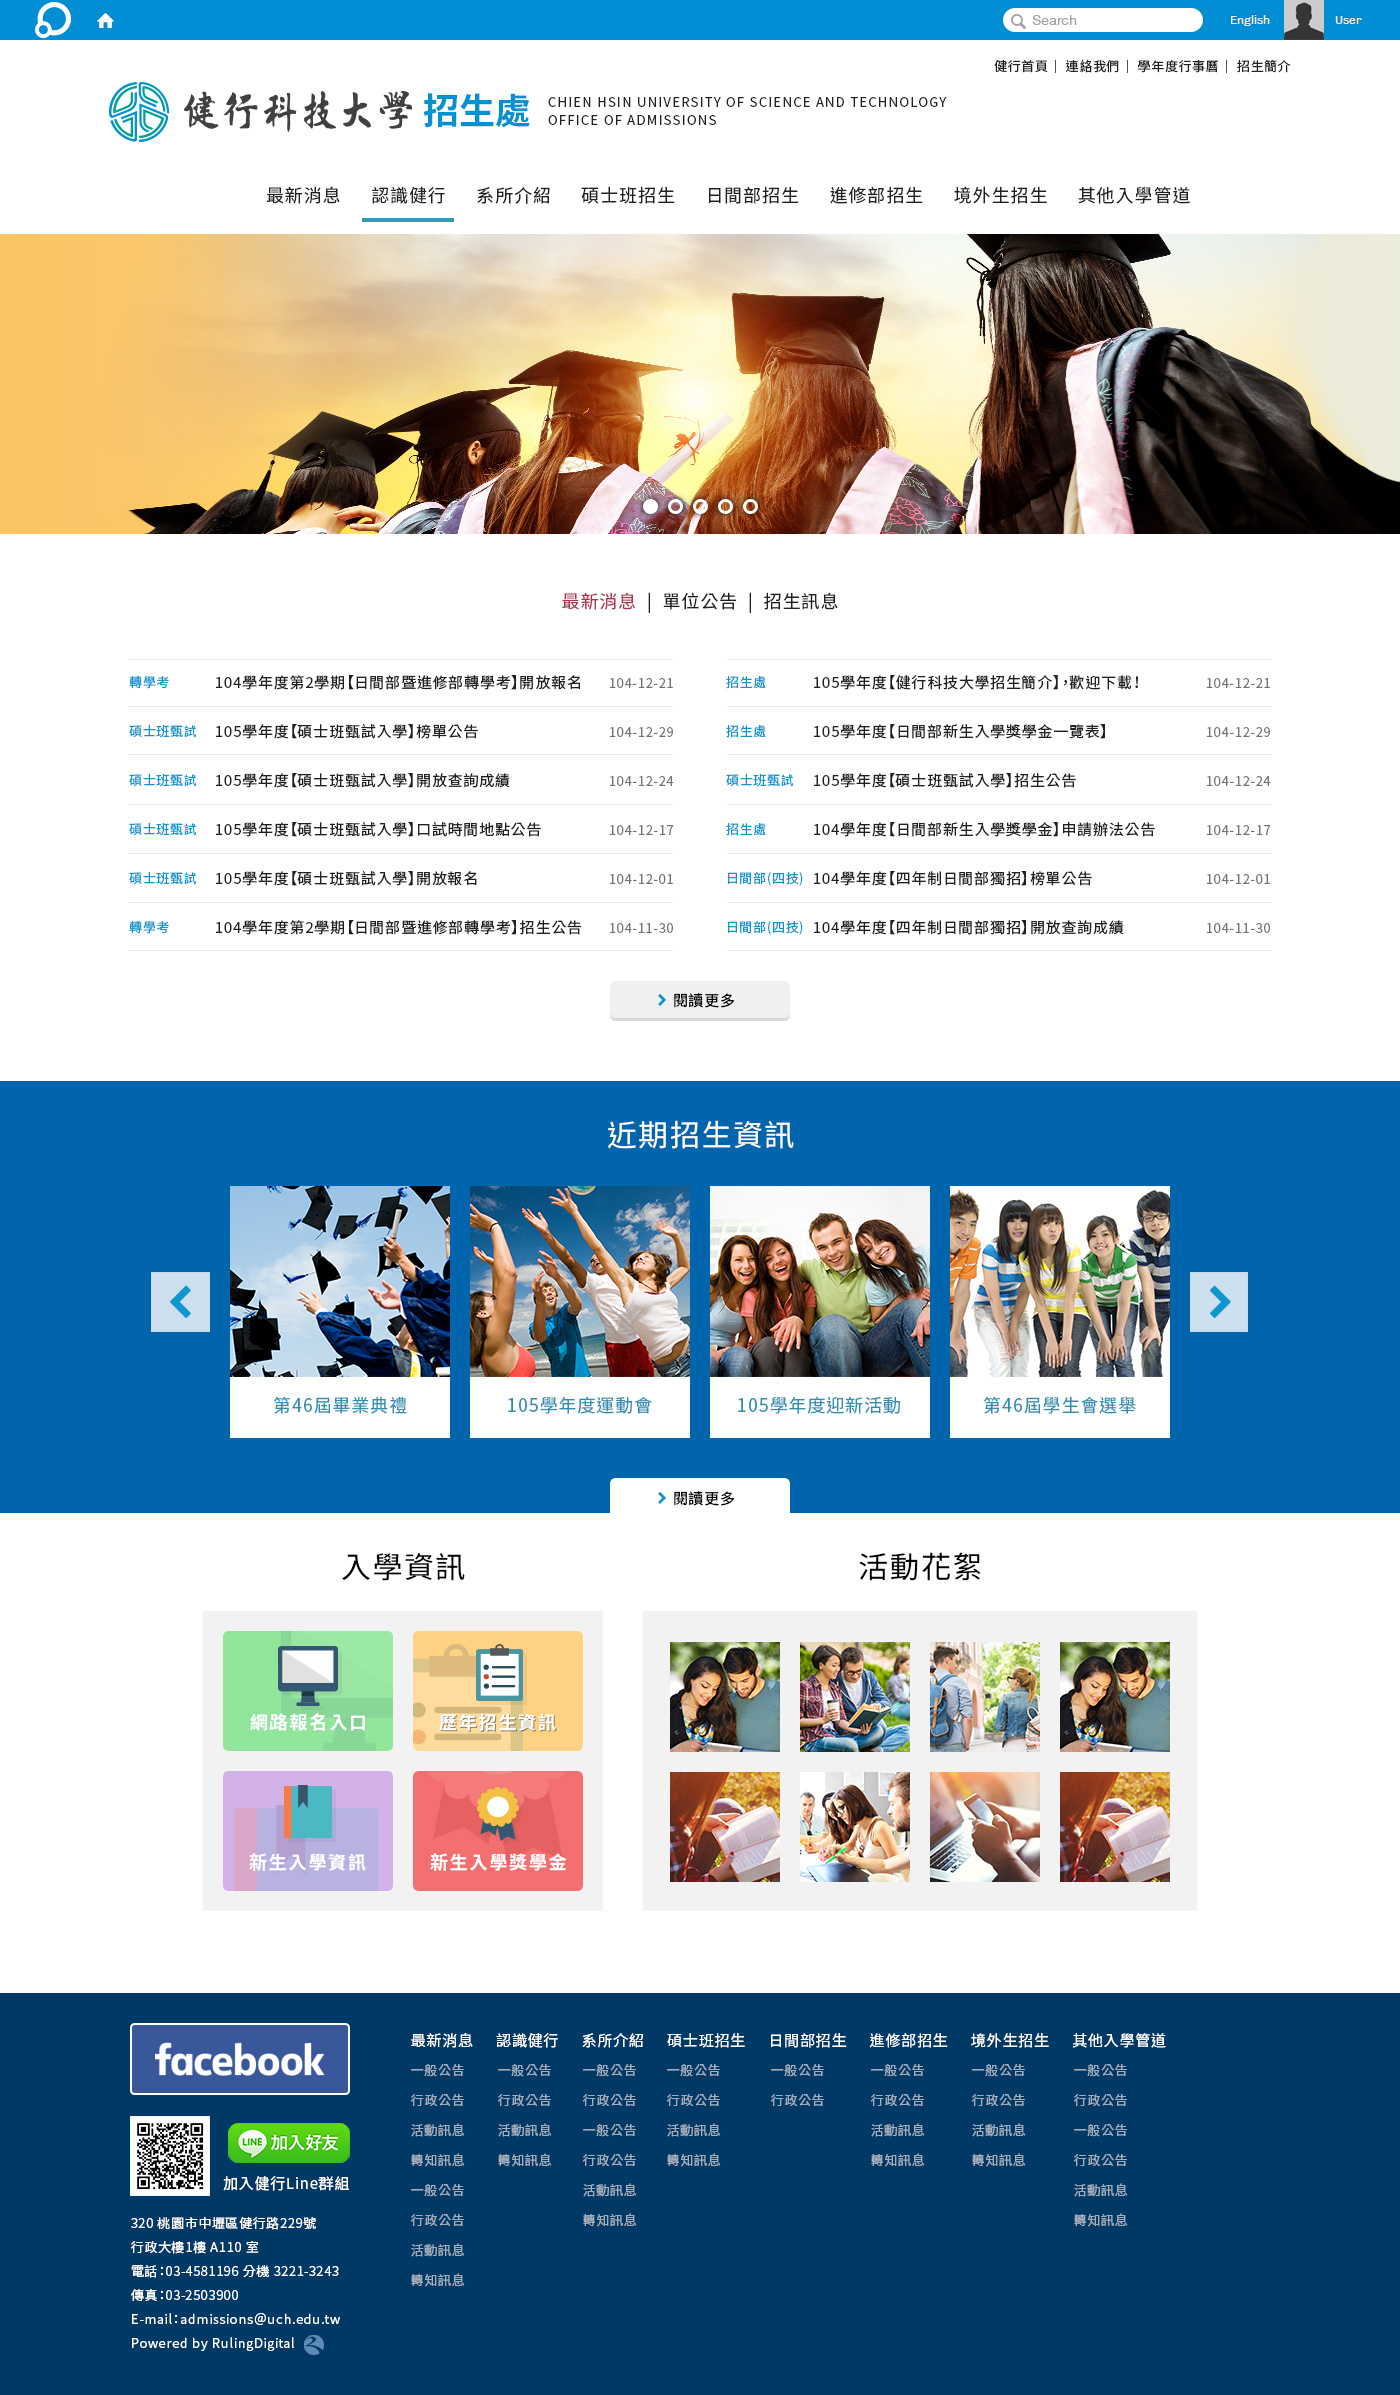 Search
English
User
健行首頁｜ 連絡我們｜ 學年度行事曆｜ 招生簡介
健行科技大學 招生處
CHIEN HSIN UNIVERSITY OF SCIENCE AND TECHNOLOGY
OFFICE OF ADMISSIONS
最新消息 認識健行 系所介紹 碩士班招生 日間部招生 進修部招生 境外生招生 其他入學管道
最新消息 | 單位公告 | 招生訊息
轉學考 104學年度第2學期【日間部暨進修部轉學考】開放報名 104-12-21
碩士班甄試 105學年度【碩士班甄試入學】榜單公告 104-12-29
碩士班甄試 105學年度【碩士班甄試入學】開放查詢成績 104-12-24
碩士班甄試 105學年度【碩士班甄試入學】口試時間地點公告 104-12-17
碩士班甄試 105學年度【碩士班甄試入學】開放報名 104-12-01
轉學考 104學年度第2學期【日間部暨進修部轉學考】招生公告 104-11-30
招生處 105學年度【健行科技大學招生簡介】，歡迎下載！ 104-12-21
招生處 105學年度【日間部新生入學獎學金一覽表】 104-12-29
碩士班甄試 105學年度【碩士班甄試入學】招生公告 104-12-24
招生處 104學年度【日間部新生入學獎學金】申請辦法公告 104-12-17
日間部(四技) 104學年度【四年制日間部獨招】榜單公告 104-12-01
日間部(四技) 104學年度【四年制日間部獨招】開放查詢成績 104-11-30
閱讀更多
近期招生資訊
第46屆畢業典禮
105學年度運動會
105學年度迎新活動
第46屆學生會選舉
閱讀更多
入學資訊
網路報名入口
歷年招生資訊
新生入學資訊
新生入學獎學金
活動花絮
facebook
LINE 加入好友
加入健行Line群組
320 桃園市中壢區健行路229號
行政大樓1樓 A110 室
電話：03-4581196 分機 3221-3243
傳真：03-2503900
E-mail：admissions@uch.edu.tw
Powered by RulingDigital
最新消息
一般公告
行政公告
活動訊息
轉知訊息
一般公告
行政公告
活動訊息
轉知訊息
認識健行
一般公告
行政公告
活動訊息
轉知訊息
系所介紹
一般公告
行政公告
一般公告
行政公告
活動訊息
轉知訊息
碩士班招生
一般公告
行政公告
活動訊息
轉知訊息
日間部招生
一般公告
行政公告
進修部招生
一般公告
行政公告
活動訊息
轉知訊息
境外生招生
一般公告
行政公告
活動訊息
轉知訊息
其他入學管道
一般公告
行政公告
一般公告
行政公告
活動訊息
轉知訊息